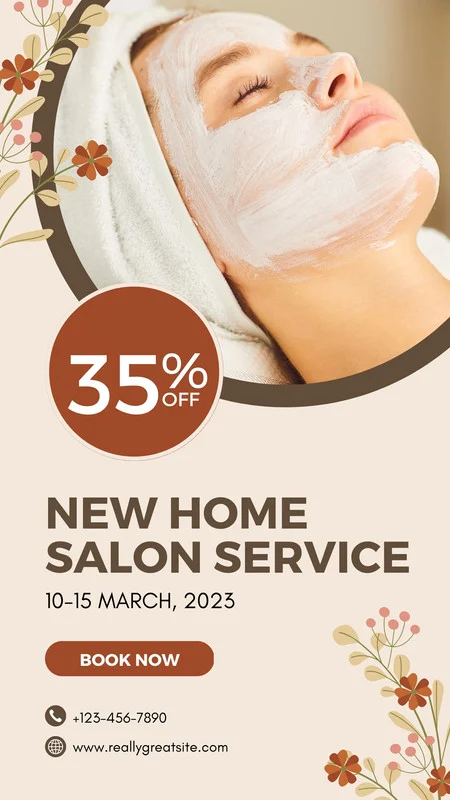 35% OFF
NEW HOME
SALON SERVICE
10-15 MARCH, 2023
BOOK NOW
+123-456-7890
www.reallygreatsite.com